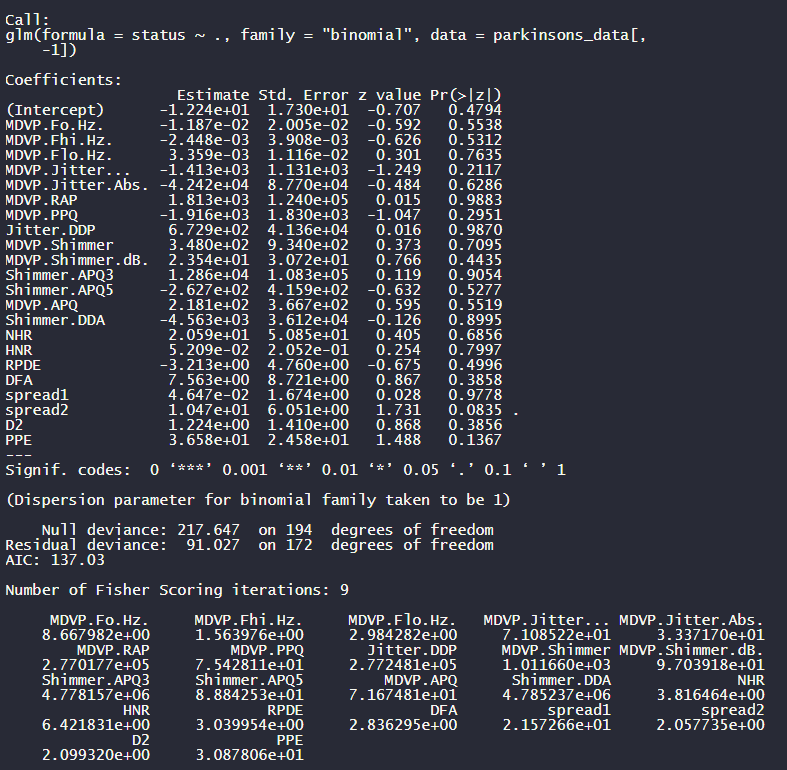 Call:
glm(formula = status ~ ., family = "binomial", data = parkinsons_data[,
    -1])

Coefficients:
                   Estimate Std. Error z value Pr(>|z|)
(Intercept)      -1.224e+01  1.730e+01  -0.707   0.4794
MDVP.Fo.Hz.      -1.187e-02  2.005e-02  -0.592   0.5538
MDVP.Fhi.Hz.     -2.448e-03  3.908e-03  -0.626   0.5312
MDVP.Flo.Hz.      3.359e-03  1.116e-02   0.301   0.7635
MDVP.Jitter...   -1.413e+03  1.131e+03  -1.249   0.2117
MDVP.Jitter.Abs. -4.242e+04  8.770e+04  -0.484   0.6286
MDVP.RAP          1.813e+03  1.240e+05   0.015   0.9883
MDVP.PPQ         -1.916e+03  1.830e+03  -1.047   0.2951
Jitter.DDP        6.729e+02  4.136e+04   0.016   0.9870
MDVP.Shimmer      3.480e+02  9.340e+02   0.373   0.7095
MDVP.Shimmer.dB.  2.354e+01  3.072e+01   0.766   0.4435
Shimmer.APQ3      1.286e+04  1.083e+05   0.119   0.9054
Shimmer.APQ5     -2.627e+02  4.159e+02  -0.632   0.5277
MDVP.APQ          2.181e+02  3.667e+02   0.595   0.5519
Shimmer.DDA      -4.563e+03  3.612e+04  -0.126   0.8995
NHR               2.059e+01  5.085e+01   0.405   0.6856
HNR               5.209e-02  2.052e-01   0.254   0.7997
RPDE             -3.213e+00  4.760e+00  -0.675   0.4996
DFA               7.563e+00  8.721e+00   0.867   0.3858
spread1           4.647e-02  1.674e+00   0.028   0.9778
spread2           1.047e+01  6.051e+00   1.731   0.0835 .
D2                1.224e+00  1.410e+00   0.868   0.3856
PPE               3.658e+01  2.458e+01   1.488   0.1367
---
Signif. codes:  0 ‘***’ 0.001 ‘**’ 0.01 ‘*’ 0.05 ‘.’ 0.1 ‘ ’ 1

(Dispersion parameter for binomial family taken to be 1)

    Null deviance: 217.647  on 194  degrees of freedom
Residual deviance:  91.027  on 172  degrees of freedom
AIC: 137.03

Number of Fisher Scoring iterations: 9

     MDVP.Fo.Hz.     MDVP.Fhi.Hz.     MDVP.Flo.Hz.   MDVP.Jitter... MDVP.Jitter.Abs.
    8.667982e+00     1.563976e+00     2.984282e+00     7.108522e+01     3.337170e+01
        MDVP.RAP         MDVP.PPQ       Jitter.DDP     MDVP.Shimmer MDVP.Shimmer.dB.
    2.770177e+05     7.542811e+01     2.772481e+05     1.011660e+03     9.703918e+01
    Shimmer.APQ3     Shimmer.APQ5         MDVP.APQ      Shimmer.DDA              NHR
    4.778157e+06     8.884253e+01     7.167481e+01     4.785237e+06     3.816464e+00
             HNR             RPDE              DFA          spread1          spread2
    6.421831e+00     3.039954e+00     2.836295e+00     2.157266e+01     2.057735e+00
              D2              PPE
    2.099320e+00     3.087806e+01